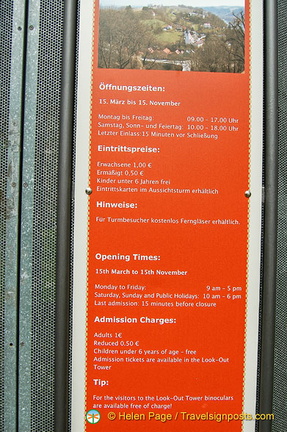 Öffnungszeiten:
15. März bis 15. November
Montag bis Freitag 09.00 - 17.00 Uhr
Samstag, Sonn- und Feiertag: 10.00 - 18.00 Uhr
Letzter Einlass:15 Minuten vor Schließung
Eintrittspreise:
Erwachsene 1,00 €
Ermäßigt 0,50 €
Kinder unter 6 Jahren frei
Eintrittskarten im Aussichtsturm erhältlich
Hinweise:
Für Turmbesucher kostenlos Ferngläser erhältlich.
Opening Times:
15th March to 15th November
Monday to Friday: 9 am - 5 pm
Saturday, Sunday and Public Holidays: 10 am - 6 pm
Last admission: 15 minutes before closure
Admission Charges:
Adults 1€
Reduced 0,50 €
Children under 6 years of age - free
Admission tickets are available in the Look-Out
Tower
Tip:
For the visitors to the Look-Out Tower binoculars
are available free of charge!
© Helen Page / Travelsignposts.com